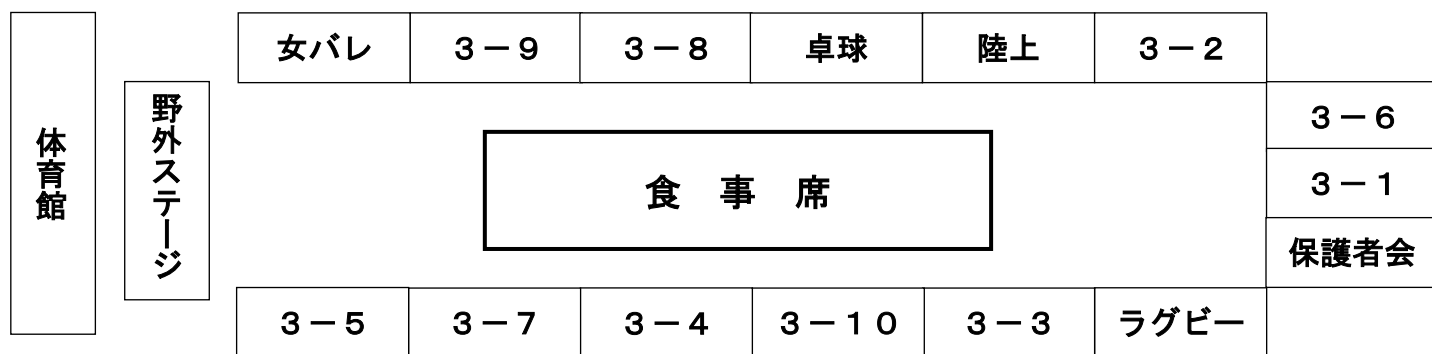 女バレ
３－９
３－８
卓球
陸上
３－２
体育館
野外ステージ
食事席
３－６
３－１
保護者会
３－５
３－７
３－４
３－１０
３－３
ラグビー